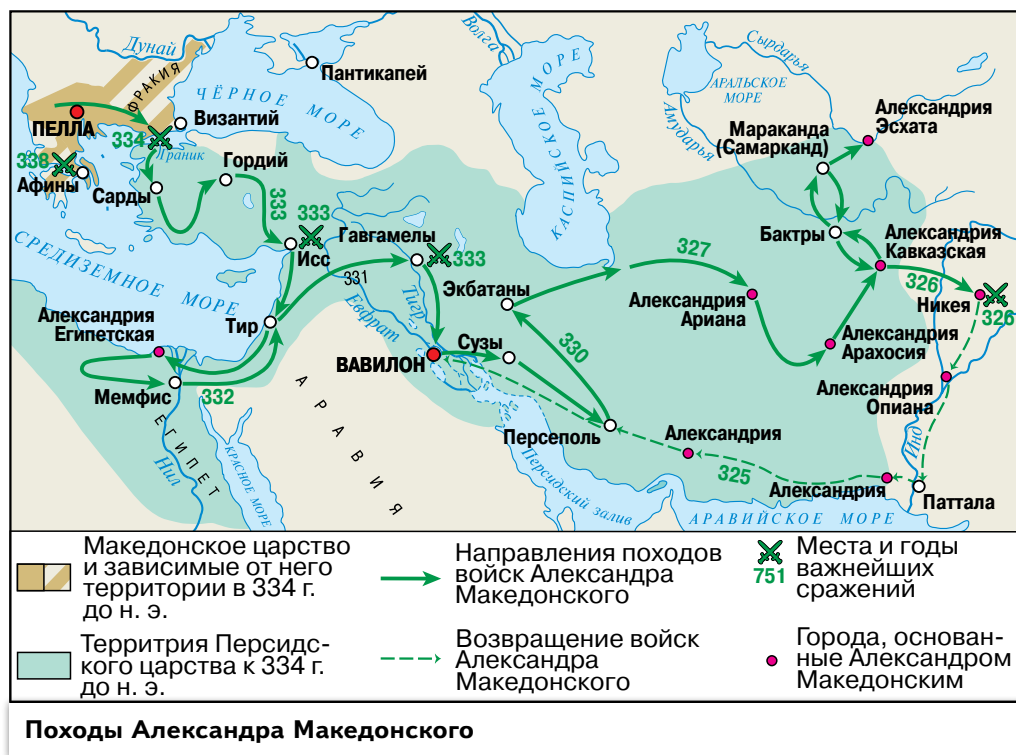 Дунай
Волга
Сырдарья
ФРАКИЯ
Пантикапей
АРАЛЬСКОЕ
МОРЕ
ЧЁРНОЕ МОРЕ
КАСПИЙСКОЕ МОРЕ
Амударья
Александрия
Эсхата
ПЕЛЛА
334
Византий
Граник
Мараканда
(Самарканд)
338
Афины
Гордий
Сарды
333
333
Исс
Гавгамелы
333
Бактры
Александрия
Кавказская
327
326
Никея
326
СРЕДИЗЕМНОЕ МОРЕ
331
Тигр
Евфрат
Экбатаны
Александрия
Ариана
Александрия
Египетская
Тир
ВАВИЛОН
Сузы
330
Александрия
Арахосия
Мемфис
332
АРАВИЯ
Александрия
Опиана
ЕГИПЕТ
Нил
КРАСНОЕ МОРЕ
Персеполь
Александрия
325
Инд
Персидский залив
Александрия
Паттала
АРАВИЙСКОЕ МОРЕ
Македонское царство
и зависимые от него
территории в 334 г.
до н. э.
Территрия Персидс-
кого царства к 334 г.
до н. э.
Направления походов
войск Александра
Македонского
Возвращение войск
Александра
Македонского
751
Места и годы
важнейших
сражений
Города, основан-
ные Александром
Македонским
Походы Александра Македонского